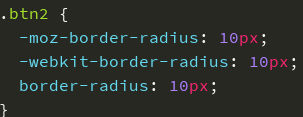 .btn2 {
  -moz-border-radius: 10px;
  -webkit-border-radius: 10px;
  border-radius: 10px;
}